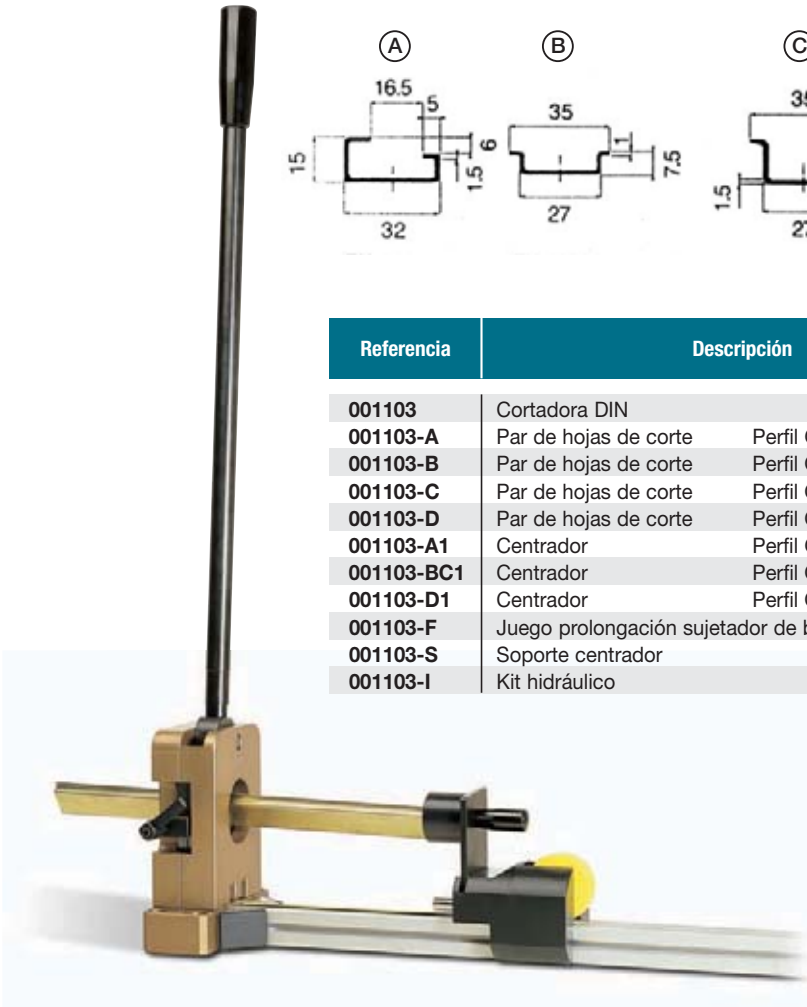 A
B
C
16.5
5
15
6
1.5
32
35
1
7.5
27
35
1.5
27
Referencia Descripción
001103 Cortadora DIN
001103-A Par de hojas de corte Perfil
001103-B Par de hojas de corte Perfil
001103-C Par de hojas de corte Perfil
001103-D Par de hojas de corte Perfil
001103-A1 Centrador Perfil
001103-BC1 Centrador Perfil
001103-D1 Centrador Perfil
001103-F Juego prolongación sujetador de
001103-S Soporte centrador
001103-I Kit hidráulico